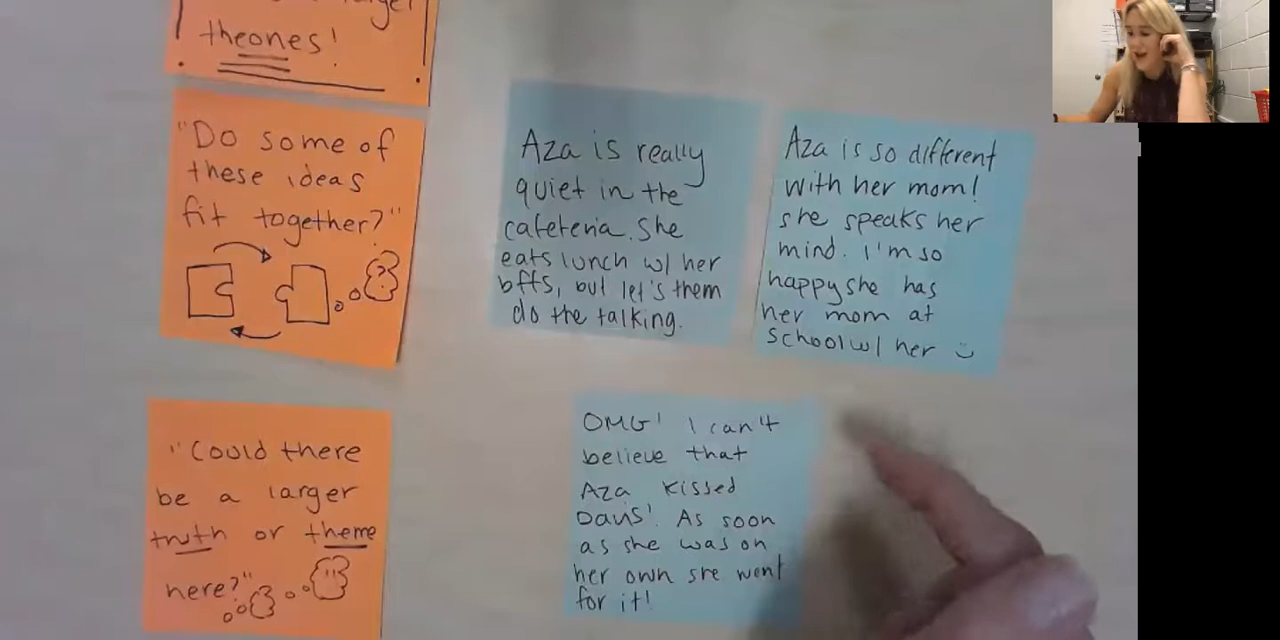 theories!
"Do some of
these ideas
fit together?"
"Could there
be a larger
truth or theme
here?"
Aza is really
quiet in the
cafeteria. She
eats lunch w/ her
bffs, but let's them
do the talking.
Aza is so different
with her mom!
she speaks her
mind. I'm so
happy she has
her mom at
school w/ her
OMG! I can't
believe that
Aza kissed
Davis! As soon
as she was on
her own she went
for it!